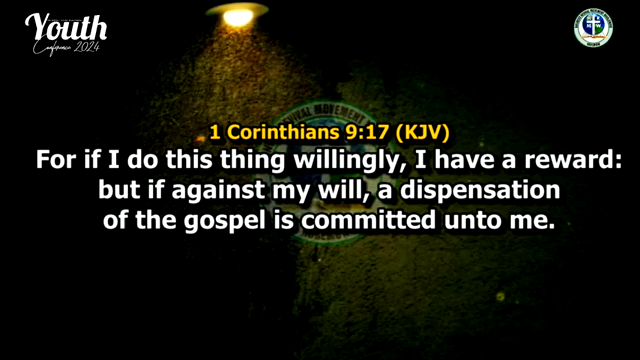 Youth
Conference 2024
1 Corinthians 9:17 (KJV)
For if I do this thing willingly, I have a reward:
but if against my will, a dispensation
of the gospel is committed unto me.